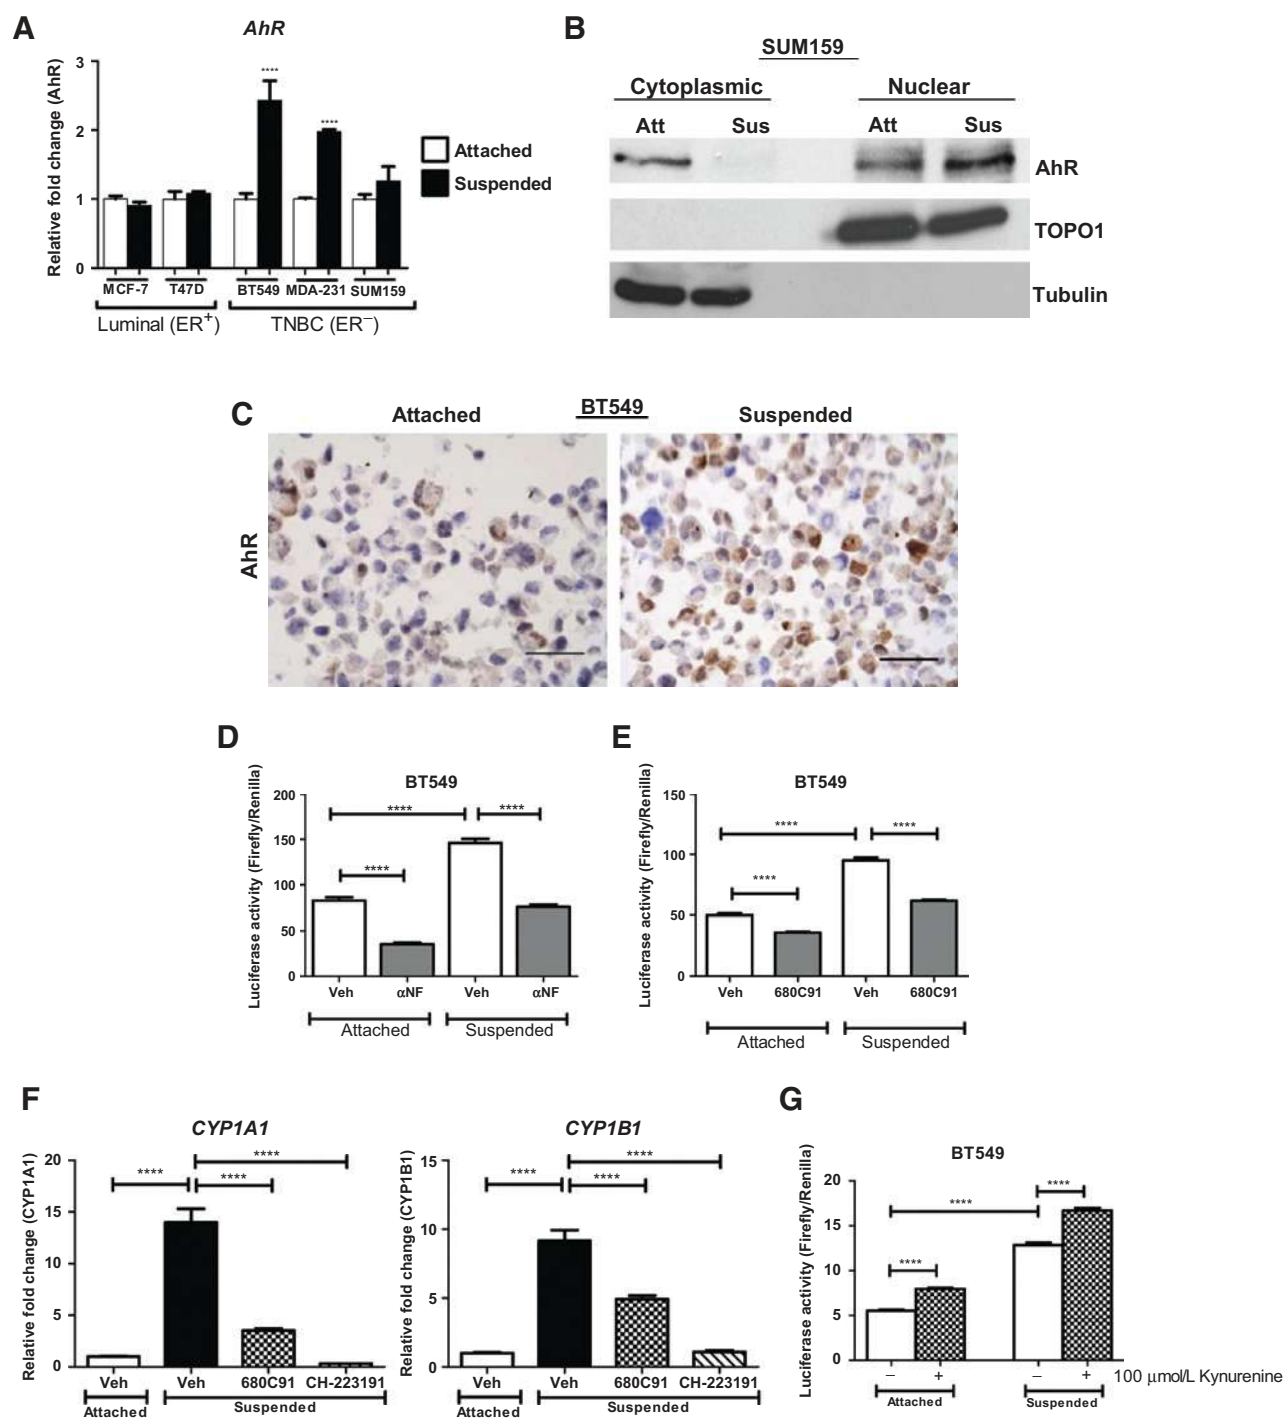 A
AhR
Relative fold change (AhR)
3
2
1
0
****
****
Attached
Suspended
MCF-7 T47D BT549 MDA-231 SUM159
Luminal (ER+) TNBC (ER−)
B
SUM159
Cytoplasmic Nuclear
Att Sus Att Sus
AhR
TOPO1
Tubulin
C
BT549
Attached Suspended
AhR
D
BT549
Luciferase activity (Firefly/Renilla)
200
150
100
50
0
**** ****
****
Veh αNF Veh αNF
Attached Suspended
E
BT549
Luciferase activity (Firefly/Renilla)
150
100
50
0
**** ****
****
Veh 680C91 Veh 680C91
Attached Suspended
F
CYP1A1
Relative fold change (CYP1A1)
20
15
10
5
0
****
**** ****
Veh Veh 680C91 CH-223191
Attached Suspended
CYP1B1
Relative fold change (CYP1B1)
15
10
5
0
****
**** ****
Veh Veh 680C91 CH-223191
Attached Suspended
G
BT549
Luciferase activity (Firefly/Renilla)
20
15
10
5
0
****
****
****
− + − + 100 μmol/L Kynurenine
Attached Suspended